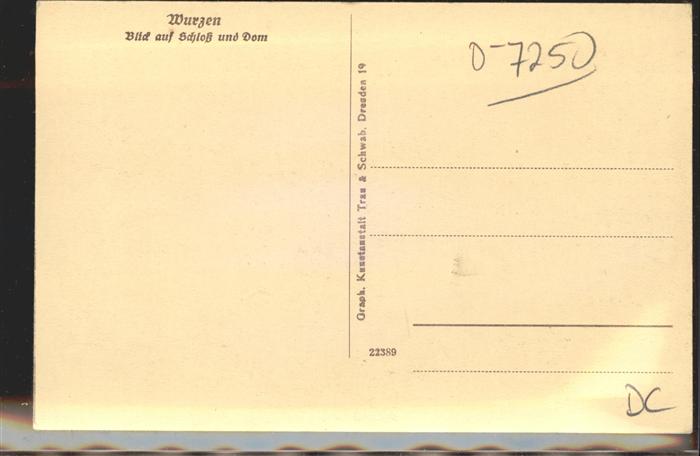 Wurzen
Blick auf Schloß und Dom
Graph. Kunstanstalt Trau & Schwab, Dresden 19
22389
D-7250
DC